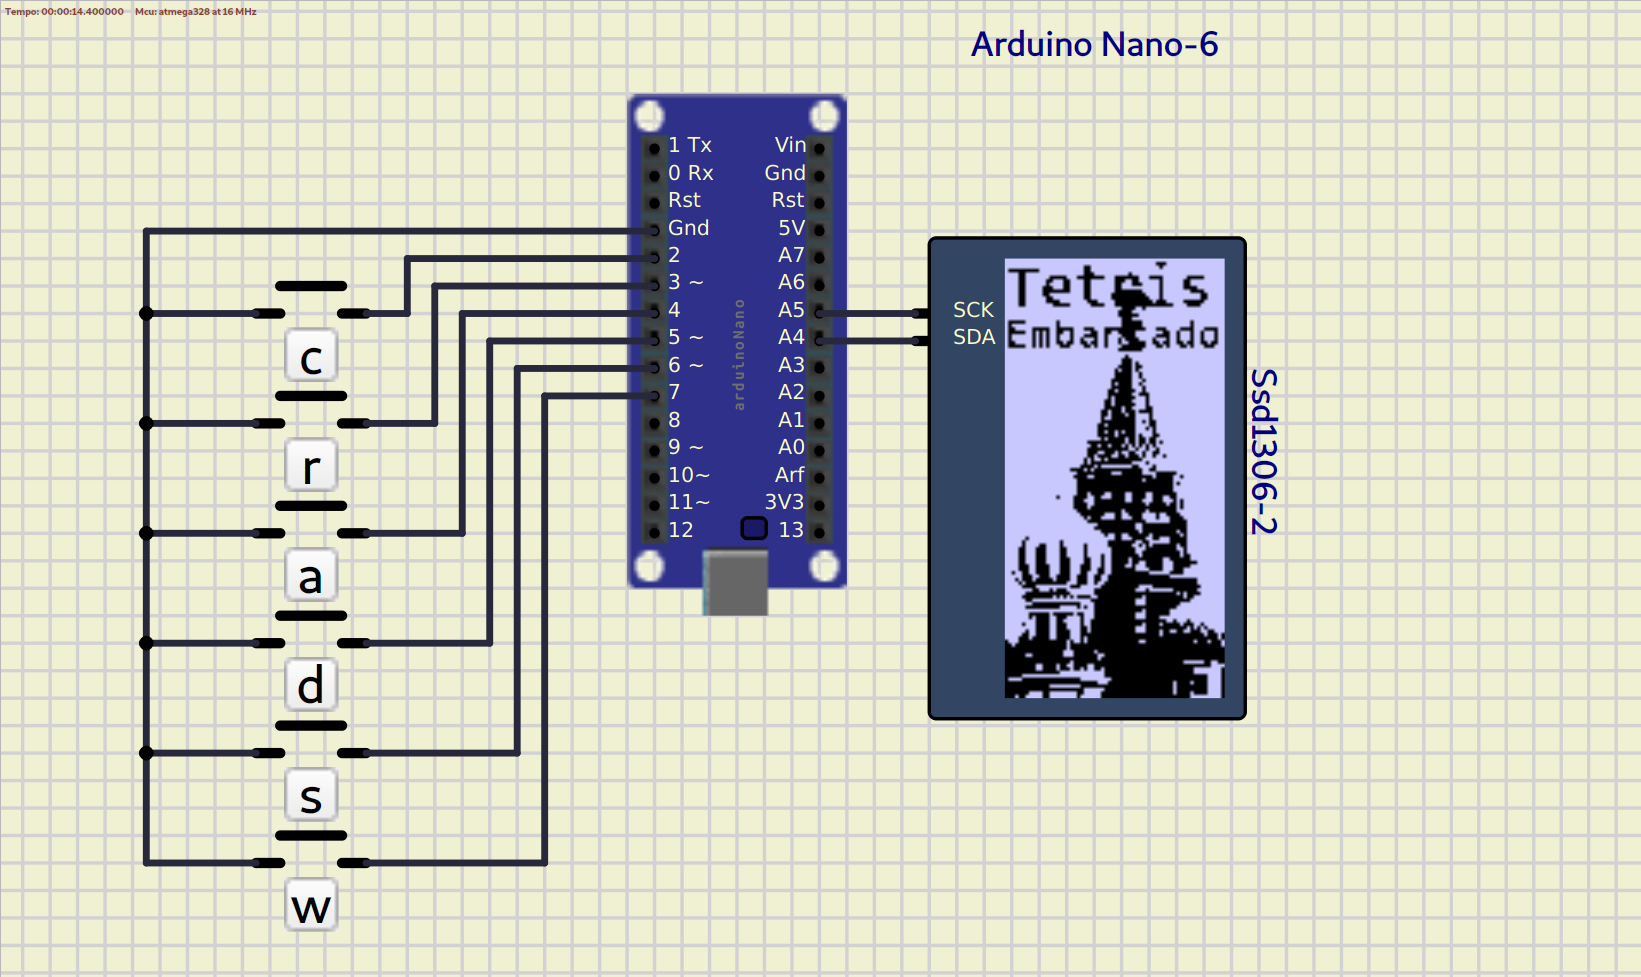 Tempo: 00:00:14.400000 Mcu: atmega328 at 16 MHz
Arduino Nano-6
1 Tx Vin
0 Rx Gnd
Rst Rst
Gnd 5V
2 A7
3 ~ A6
4 A5
5 ~ A4
6 ~ A3
7 A2
8 A1
9 ~ A0
10~ Arf
11~ 3V3
12 13
arduinoNano
SCK
SDA
Tetris
Embarcado
Ssd1306-2
c
r
a
d
s
w